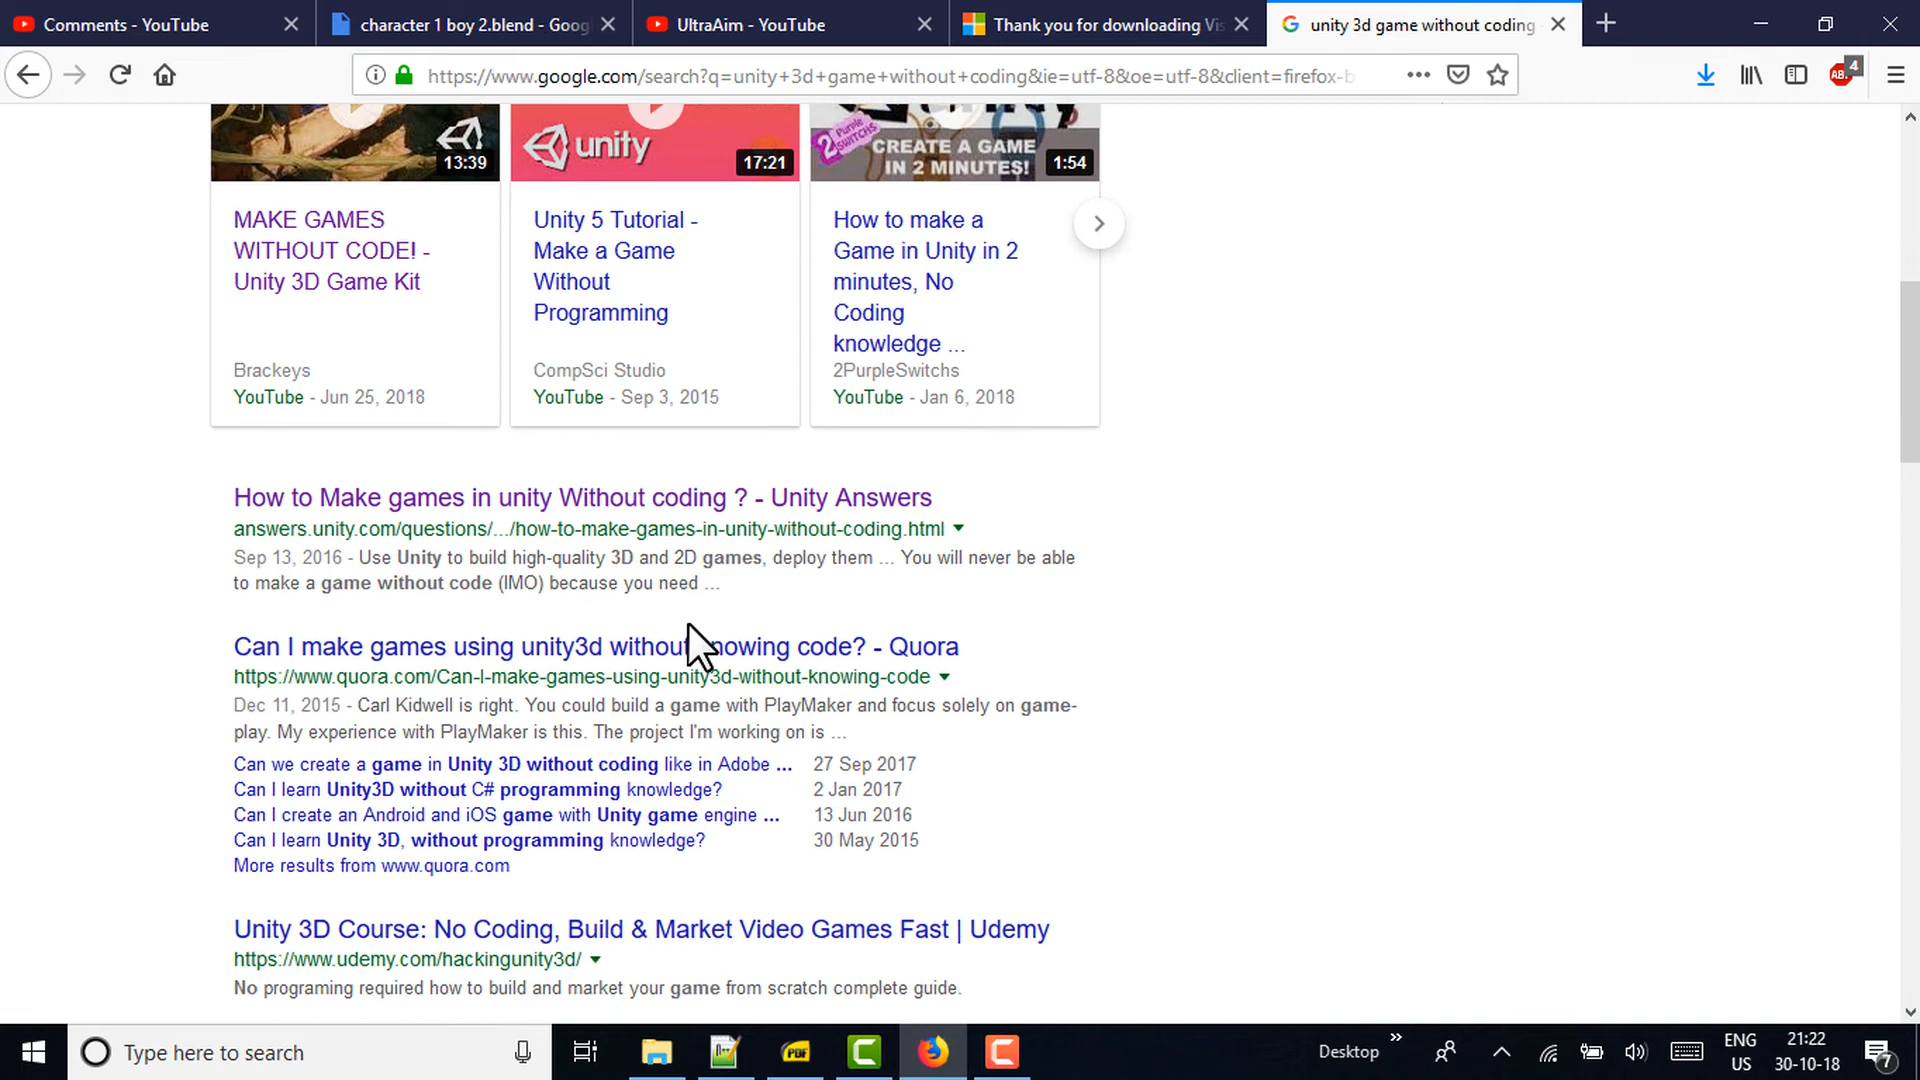 Comments - YouTube
character 1 boy 2.blend - Goog
UltraAim - YouTube
Thank you for downloading Vis
unity 3d game without coding
https://www.google.com/search?q=unity+3d+game+without+coding&ie=utf-8&oe=utf-8&client=firefox-b
ABP
4
13:39
unity
17:21
2 Purple Switchs
CREATE A GAME
IN 2 MINUTES!
1:54
MAKE GAMES
WITHOUT CODE! -
Unity 3D Game Kit
Brackeys
YouTube - Jun 25, 2018
Unity 5 Tutorial -
Make a Game
Without
Programming
CompSci Studio
YouTube - Sep 3, 2015
How to make a
Game in Unity in 2
minutes, No
Coding
knowledge ...
2PurpleSwitchs
YouTube - Jan 6, 2018
How to Make games in unity Without coding ? - Unity Answers
answers.unity.com/questions/.../how-to-make-games-in-unity-without-coding.html
Sep 13, 2016 - Use Unity to build high-quality 3D and 2D games, deploy them ... You will never be able
to make a game without code (IMO) because you need ...
Can I make games using unity3d without knowing code? - Quora
https://www.quora.com/Can-I-make-games-using-unity3d-without-knowing-code
Dec 11, 2015 - Carl Kidwell is right. You could build a game with PlayMaker and focus solely on game-
play. My experience with PlayMaker is this. The project I'm working on is ...
Can we create a game in Unity 3D without coding like in Adobe ... 27 Sep 2017
Can I learn Unity3D without C# programming knowledge? 2 Jan 2017
Can I create an Android and iOS game with Unity game engine ... 13 Jun 2016
Can I learn Unity 3D, without programming knowledge? 30 May 2015
More results from www.quora.com
Unity 3D Course: No Coding, Build & Market Video Games Fast | Udemy
https://www.udemy.com/hackingunity3d/
No programing required how to build and market your game from scratch complete guide.
Type here to search
PDF
Desktop
ENG
US
21:22
30-10-18
7